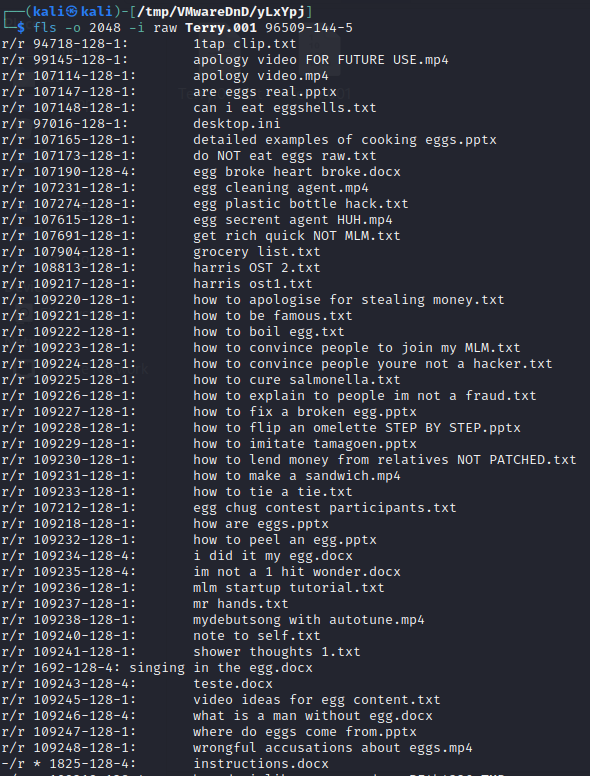 ┌──(kali㉿kali)-[/tmp/VMwareDnD/yLxYpj]
└─$ fls -o 2048 -i raw Terry.001 96509-144-5
r/r 94718-128-1: 1tap clip.txt
r/r 99145-128-1: apology video FOR FUTURE USE.mp4
r/r 107114-128-1: apology video.mp4
r/r 107147-128-1: are eggs real.pptx
r/r 107148-128-1: can i eat eggshells.txt
r/r 97016-128-1: desktop.ini
r/r 107165-128-1: detailed examples of cooking eggs.pptx
r/r 107173-128-1: do NOT eat eggs raw.txt
r/r 107190-128-4: egg broke heart broke.docx
r/r 107231-128-1: egg cleaning agent.mp4
r/r 107274-128-1: egg plastic bottle hack.txt
r/r 107615-128-1: egg secrent agent HUH.mp4
r/r 107691-128-1: get rich quick NOT MLM.txt
r/r 107904-128-1: grocery list.txt
r/r 108813-128-1: harris OST 2.txt
r/r 109217-128-1: harris ost1.txt
r/r 109220-128-1: how to apologise for stealing money.txt
r/r 109221-128-1: how to be famous.txt
r/r 109222-128-1: how to boil egg.txt
r/r 109223-128-1: how to convince people to join my MLM.txt
r/r 109224-128-1: how to convince people youre not a hacker.txt
r/r 109225-128-1: how to cure salmonella.txt
r/r 109226-128-1: how to explain to people im not a fraud.txt
r/r 109227-128-1: how to fix a broken egg.pptx
r/r 109228-128-1: how to flip an omelette STEP BY STEP.pptx
r/r 109229-128-1: how to imitate tamagoen.pptx
r/r 109230-128-1: how to lend money from relatives NOT PATCHED.txt
r/r 109231-128-1: how to make a sandwich.mp4
r/r 109233-128-1: how to tie a tie.txt
r/r 107212-128-1: egg chug contest participants.txt
r/r 109218-128-1: how are eggs.pptx
r/r 109232-128-1: how to peel an egg.pptx
r/r 109234-128-4: i did it my egg.docx
r/r 109235-128-4: im not a 1 hit wonder.docx
r/r 109236-128-1: mlm startup tutorial.txt
r/r 109237-128-1: mr hands.txt
r/r 109238-128-1: mydebutsong with autotune.mp4
r/r 109240-128-1: note to self.txt
r/r 109241-128-1: shower thoughts 1.txt
r/r 1692-128-4: singing in the egg.docx
r/r 109243-128-4: teste.docx
r/r 109245-128-1: video ideas for egg content.txt
r/r 109246-128-4: what is a man without egg.docx
r/r 109247-128-1: where do eggs come from.pptx
r/r 109248-128-1: wrongful accusations about eggs.mp4
-/r * 1825-128-4: instructions.docx